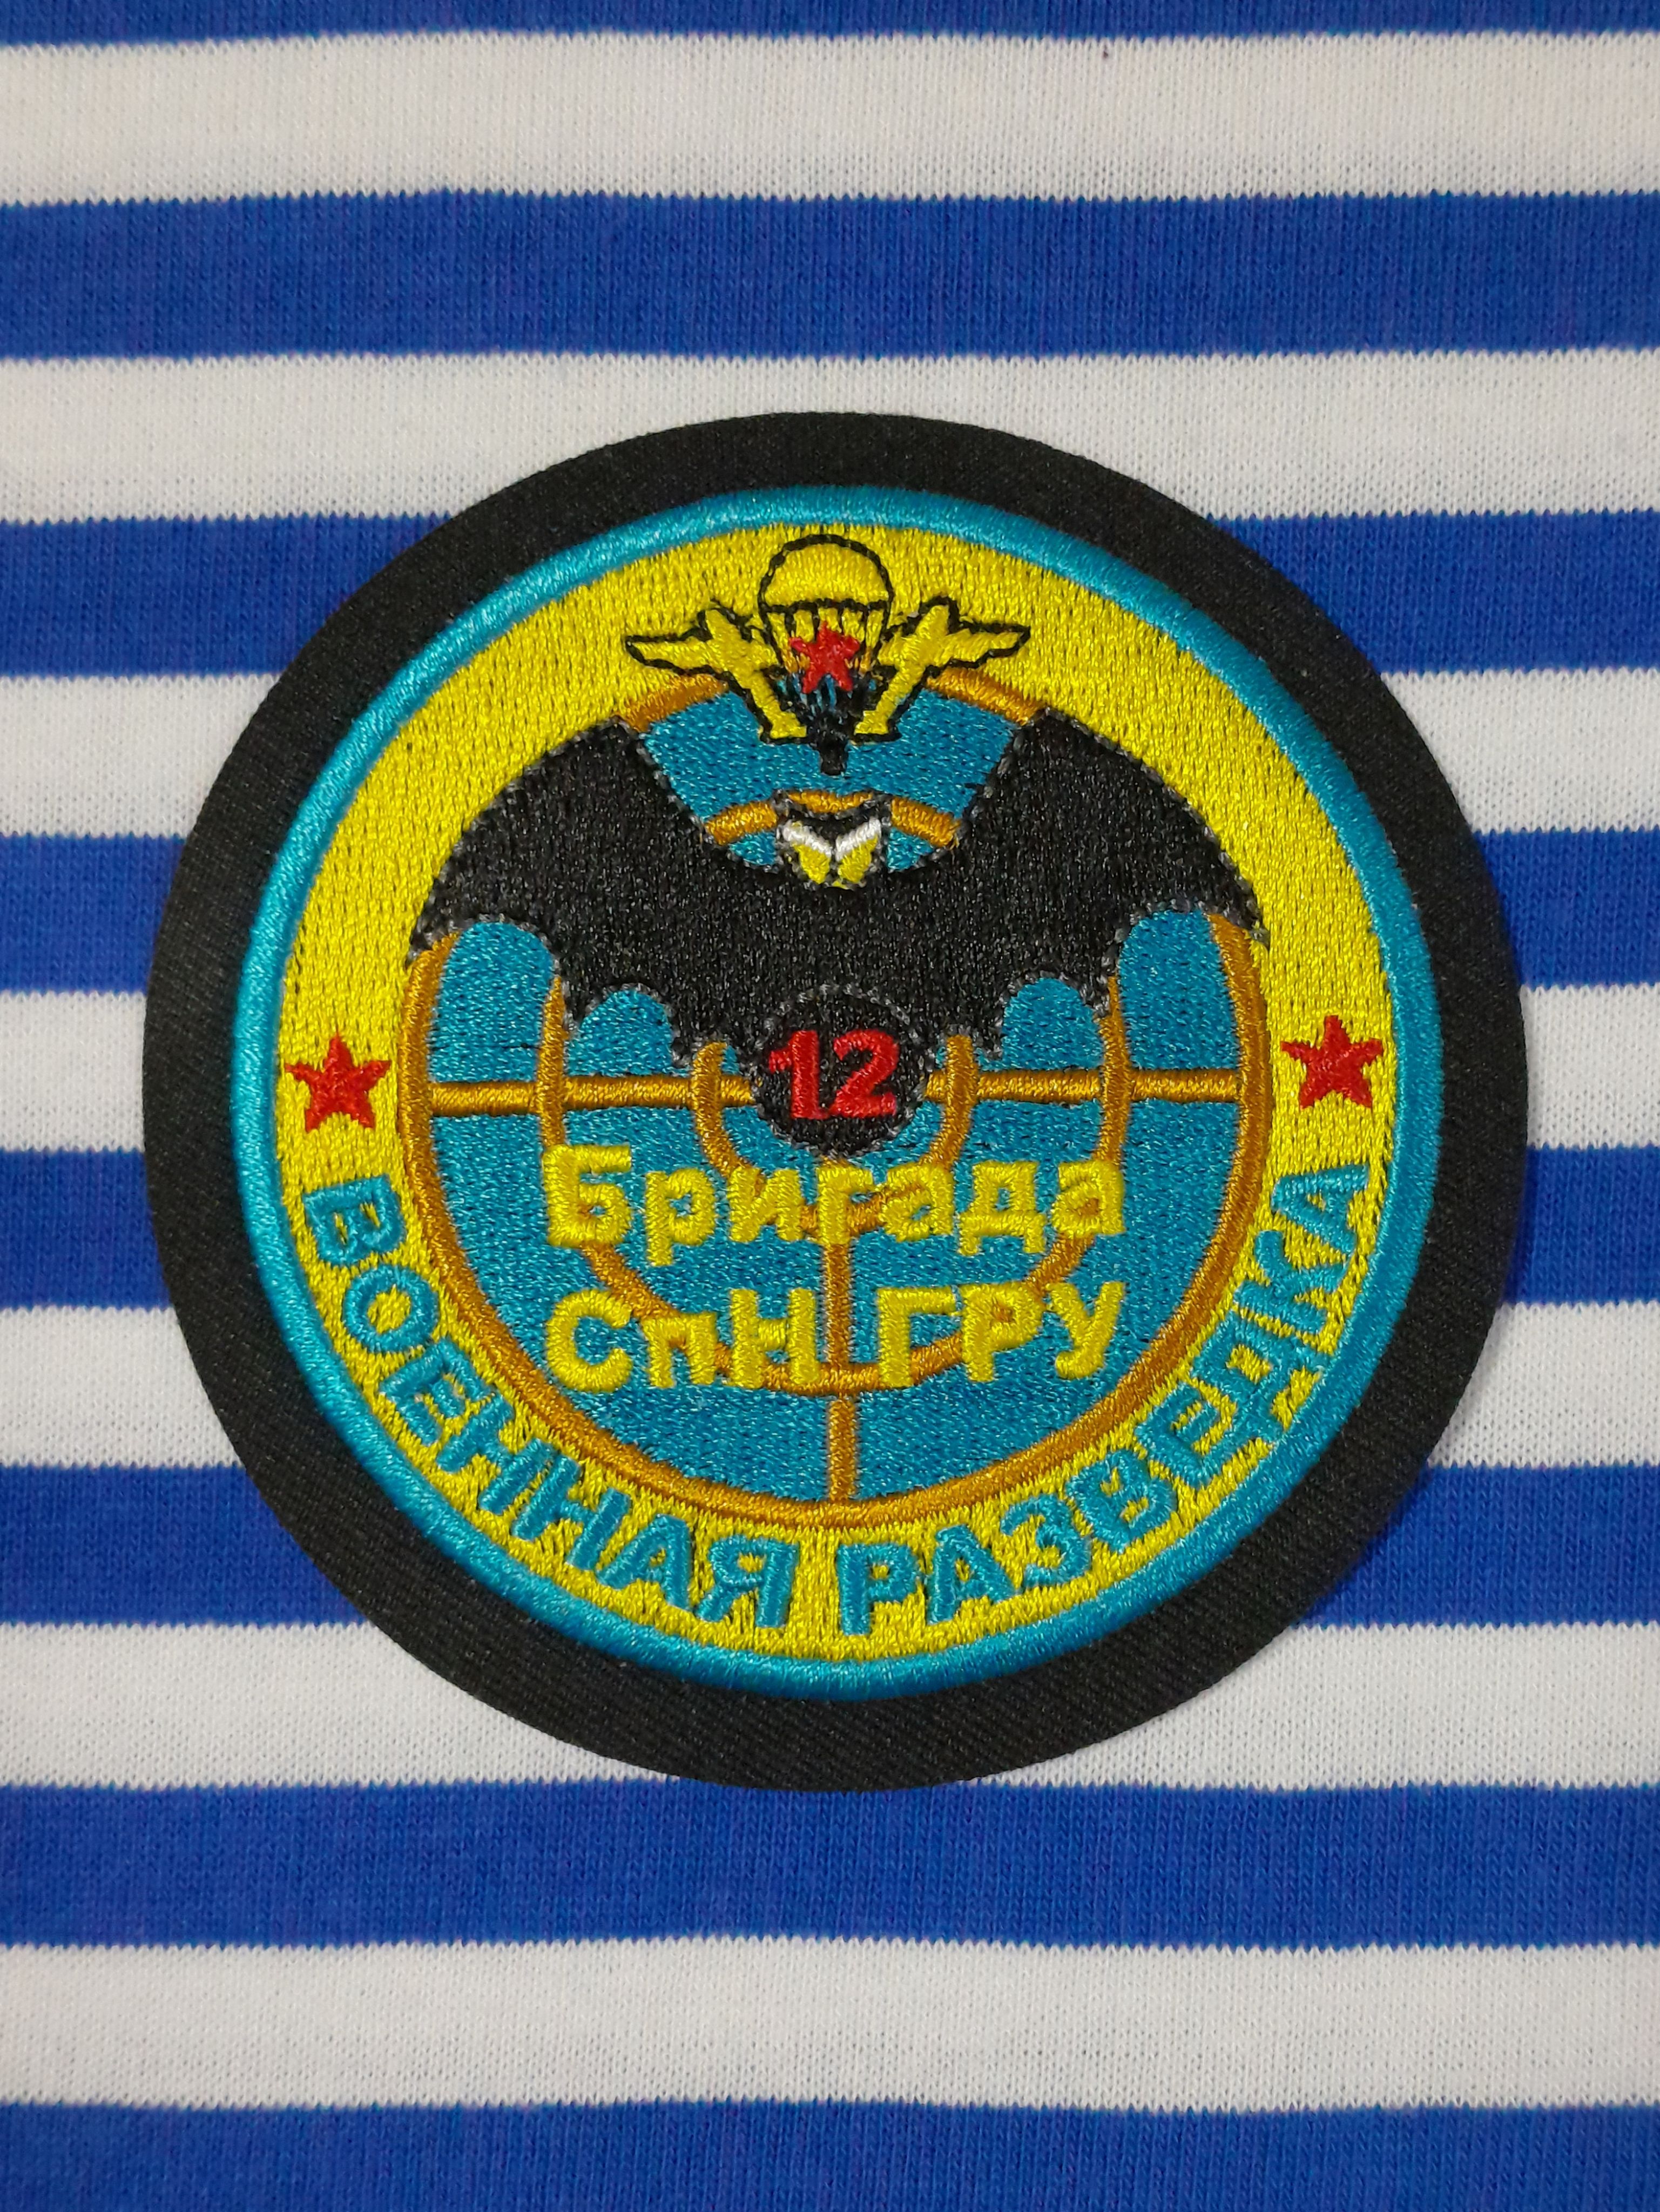 12
Бригада
СпН ГРУ
ВОЕННАЯ РАЗВЕДКА